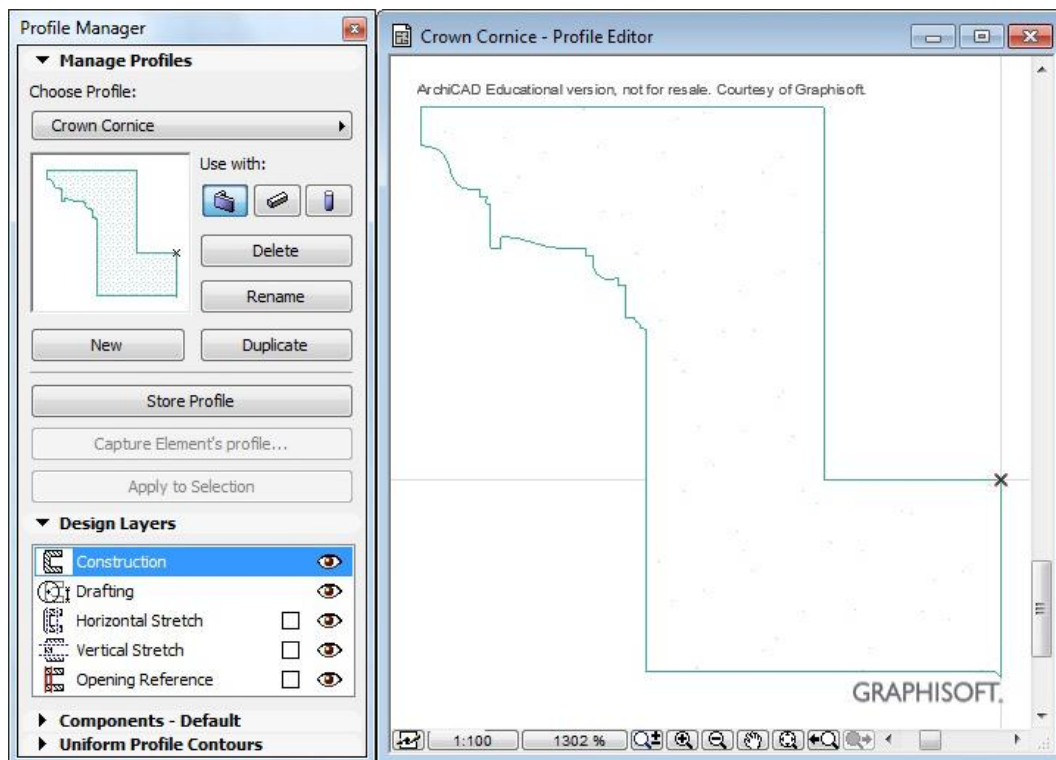 Profile Manager
Manage Profiles
Choose Profile:
Crown Cornice
Use with:
Delete
Rename
New
Duplicate
Store Profile
Capture Element's profile...
Apply to Selection
Design Layers
Construction
Drafting
Horizontal Stretch
Vertical Stretch
Opening Reference
Components - Default
Uniform Profile Contours
Crown Cornice - Profile Editor
ArchiCAD Educational version, not for resale. Courtesy of Graphisoft.
GRAPHISOFT.
1:100
1302 %